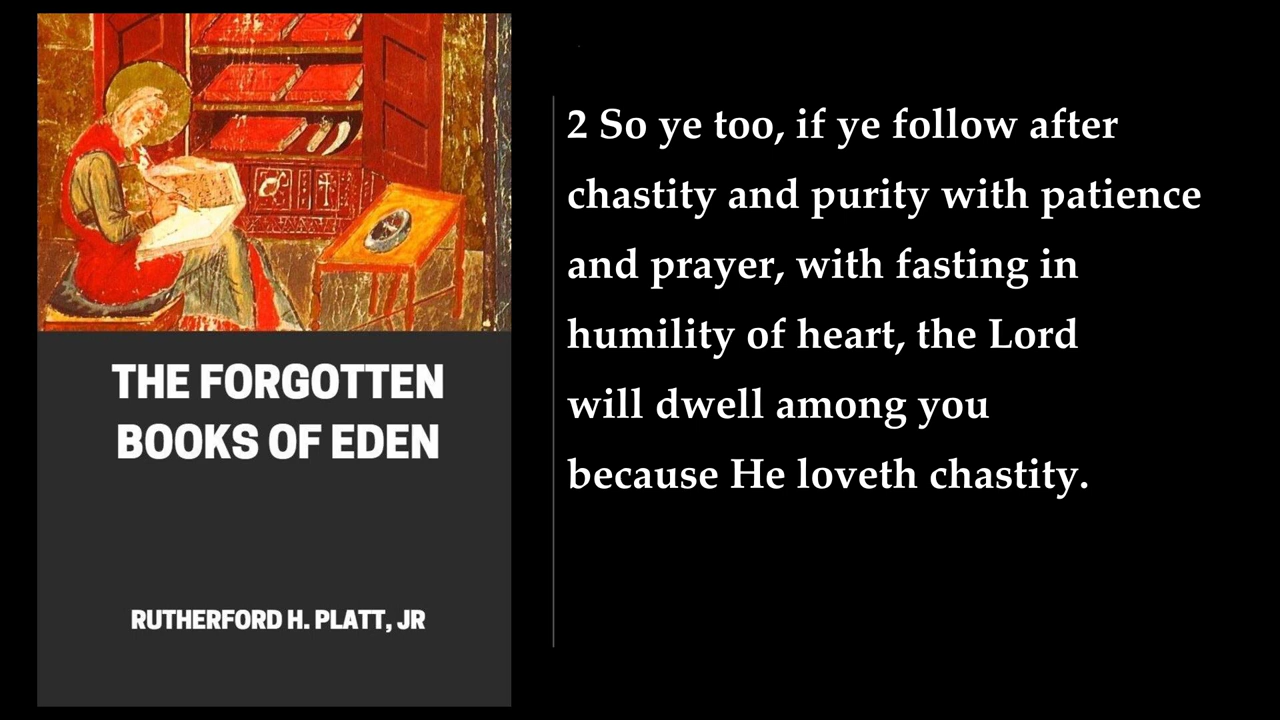 THE FORGOTTEN
BOOKS OF EDEN
RUTHERFORD H. PLATT, JR
2 So ye too, if ye follow after
chastity and purity with patience
and prayer, with fasting in
humility of heart, the Lord
will dwell among you
because He loveth chastity.